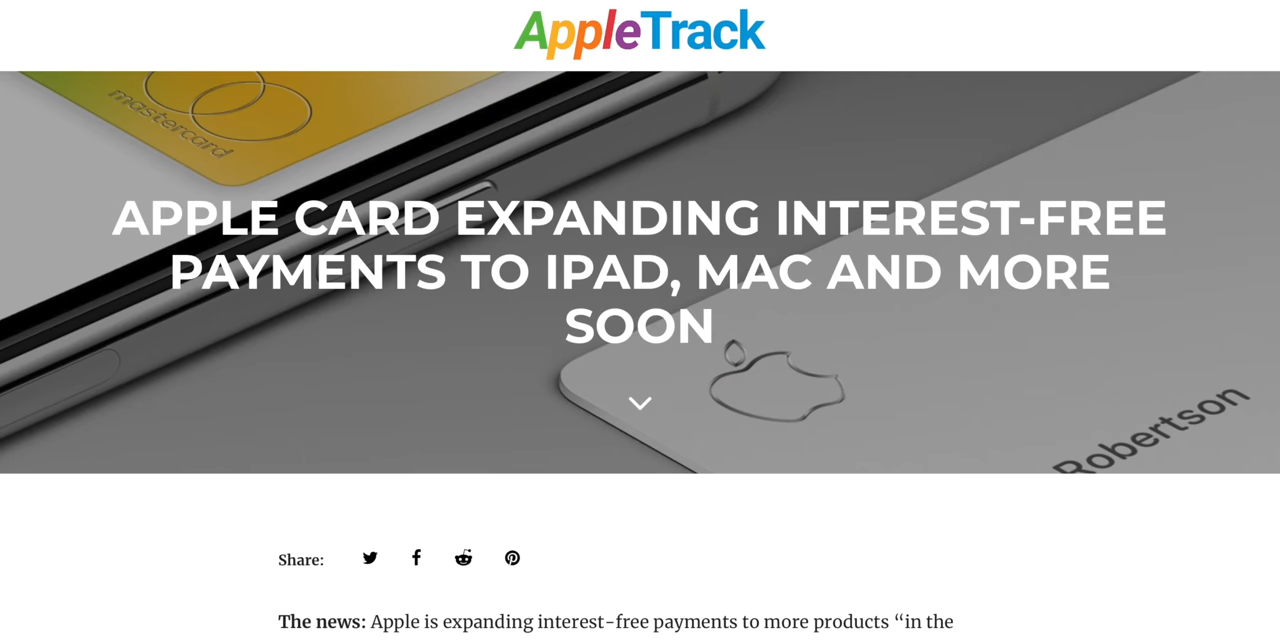 AppleTrack
mastercard
APPLE CARD EXPANDING INTEREST-FREE
PAYMENTS TO IPAD, MAC AND MORE
SOON
Robertson
Share:
The news: Apple is expanding interest-free payments to more products “in the